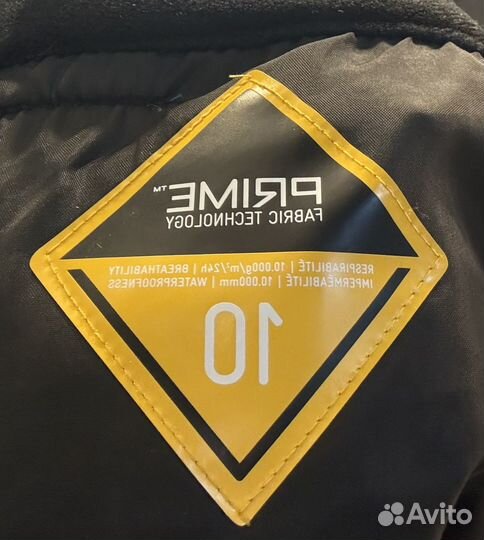 PRIME™
FABRIC TECHNOLOGY
RESPIRABILITÉ | 10.000g/m²/24h | BREATHABILITY
IMPERMÉABILITÉ | 10.000mm | WATERPROOFNESS
10
Avito